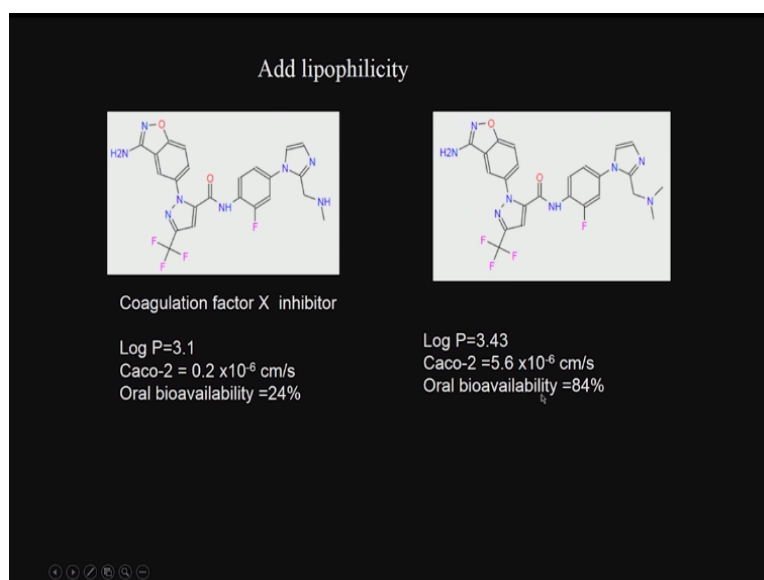 Add lipophilicity
N-O
H2N
N
O
N
NH
N
N
NH
F
F
F
F
N-O
H2N
N
O
N
NH
N
N
N
F
F
F
F
Coagulation factor X inhibitor
Log P=3.1
Caco-2 = 0.2 x10-6 cm/s
Oral bioavailability =24%
Log P=3.43
Caco-2 =5.6 x10-6 cm/s
Oral bioavailability =84%